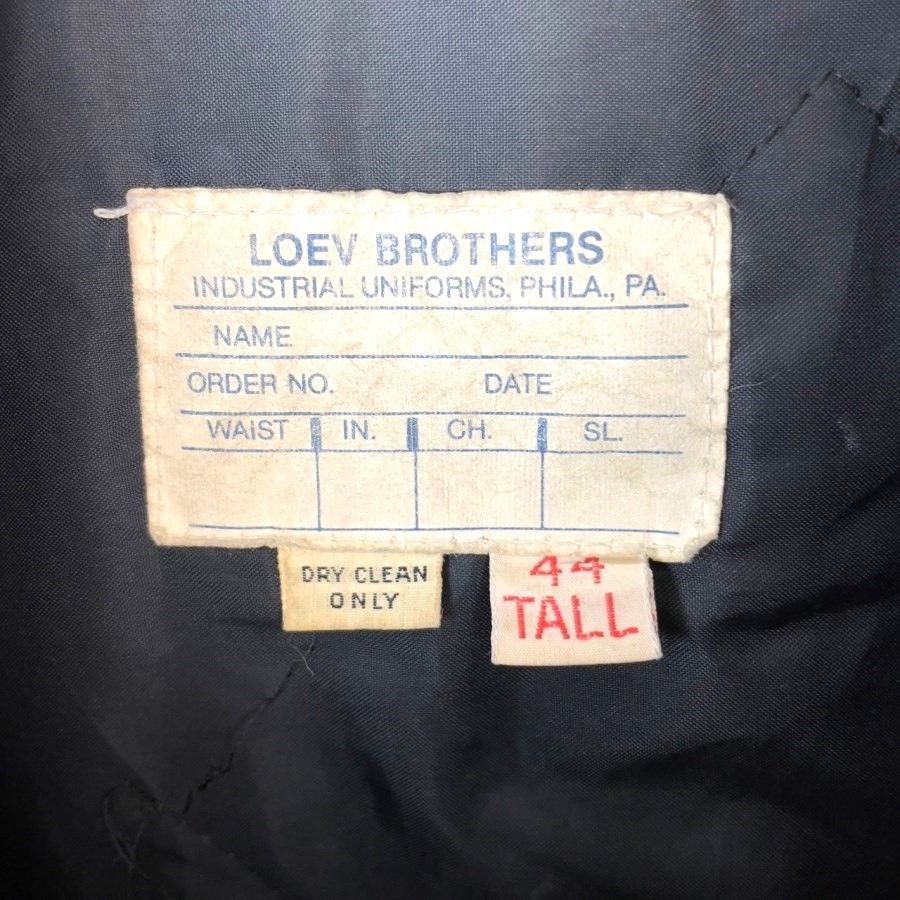 LOEV BROTHERS
INDUSTRIAL UNIFORMS, PHILA., PA.
NAME
ORDER NO. DATE
WAIST IN. CH. SL.
DRY CLEAN
ONLY
44
TALL